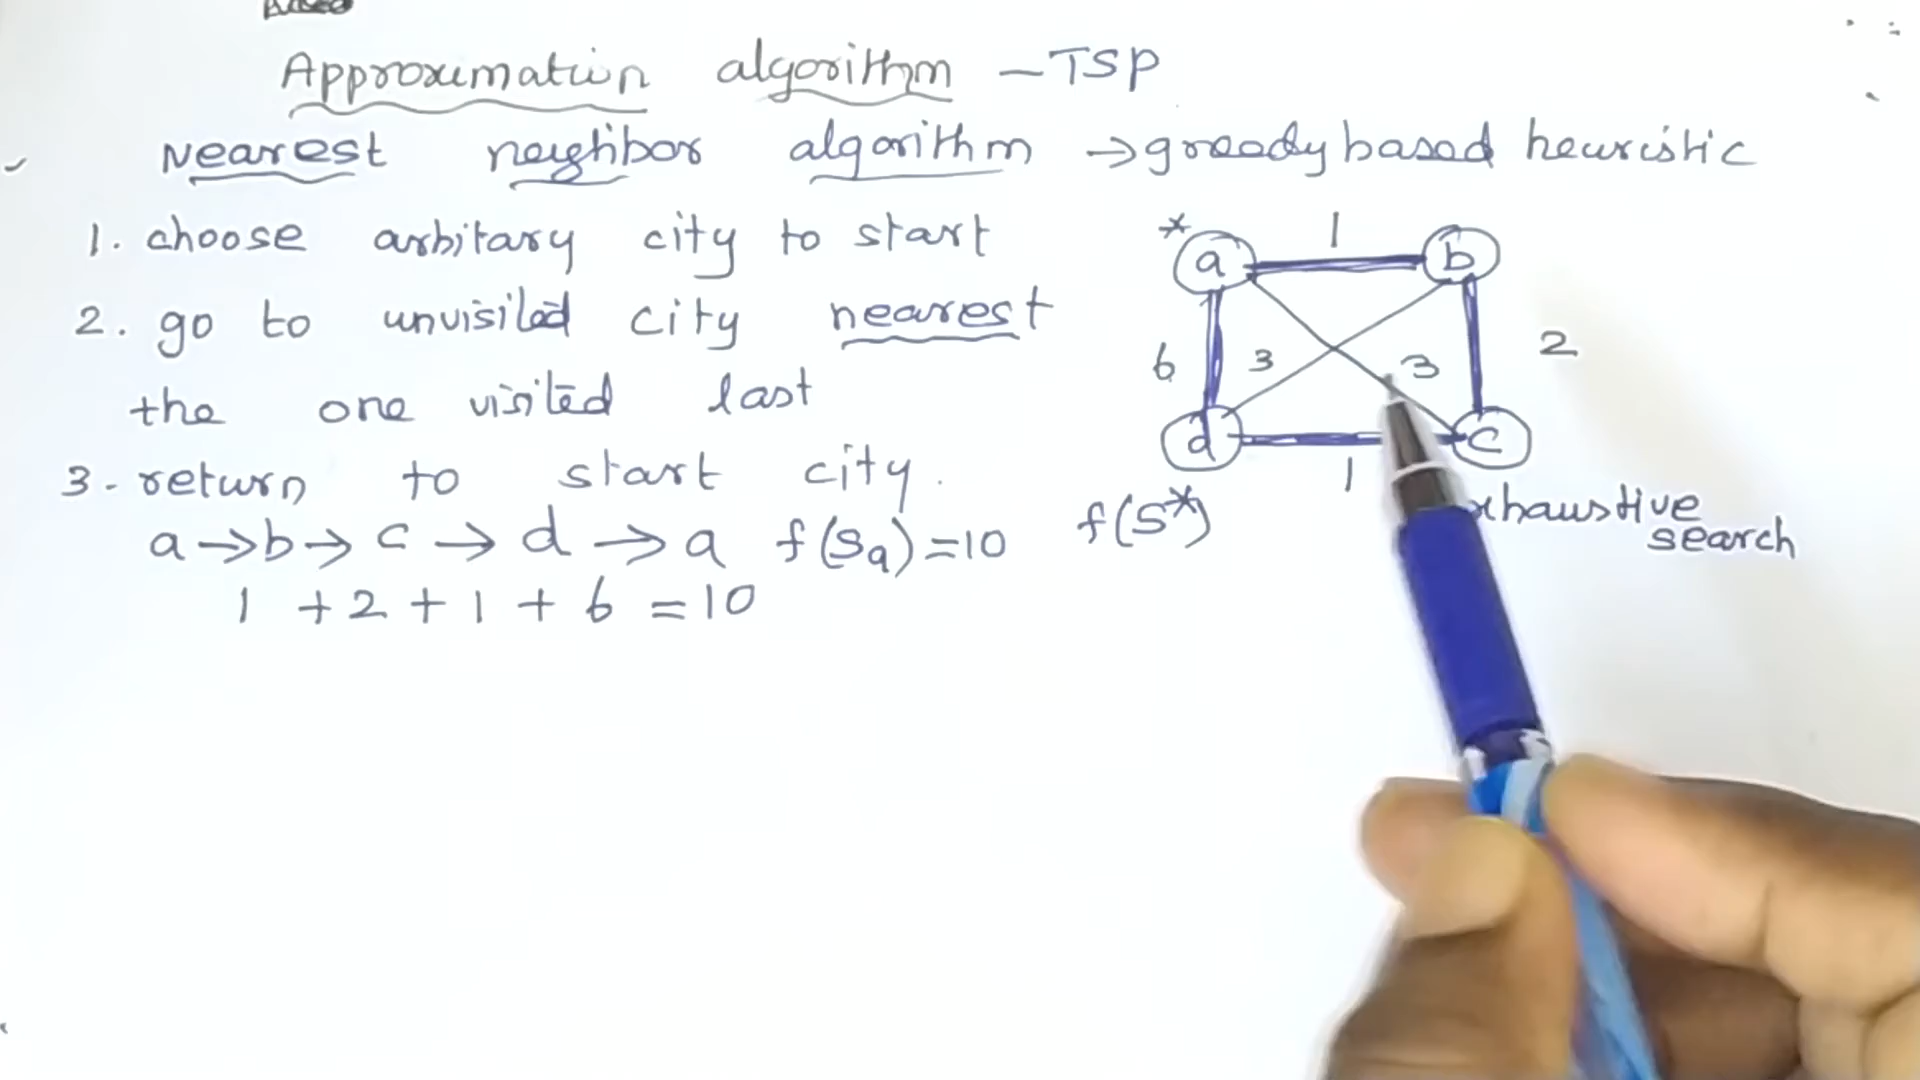 Approximation algorithm - TSP
Nearest neighbor algorithm → greedy based heuristic
1. choose arbitary city to start
2. go to unvisited city nearest
the one visited last
3. return to start city.
a → b → c → d → a f(Sa) = 10
1 + 2 + 1 + 6 = 10
* a 1 b
6 3 3 2
d 1 c
f(S*) xhaustive
search